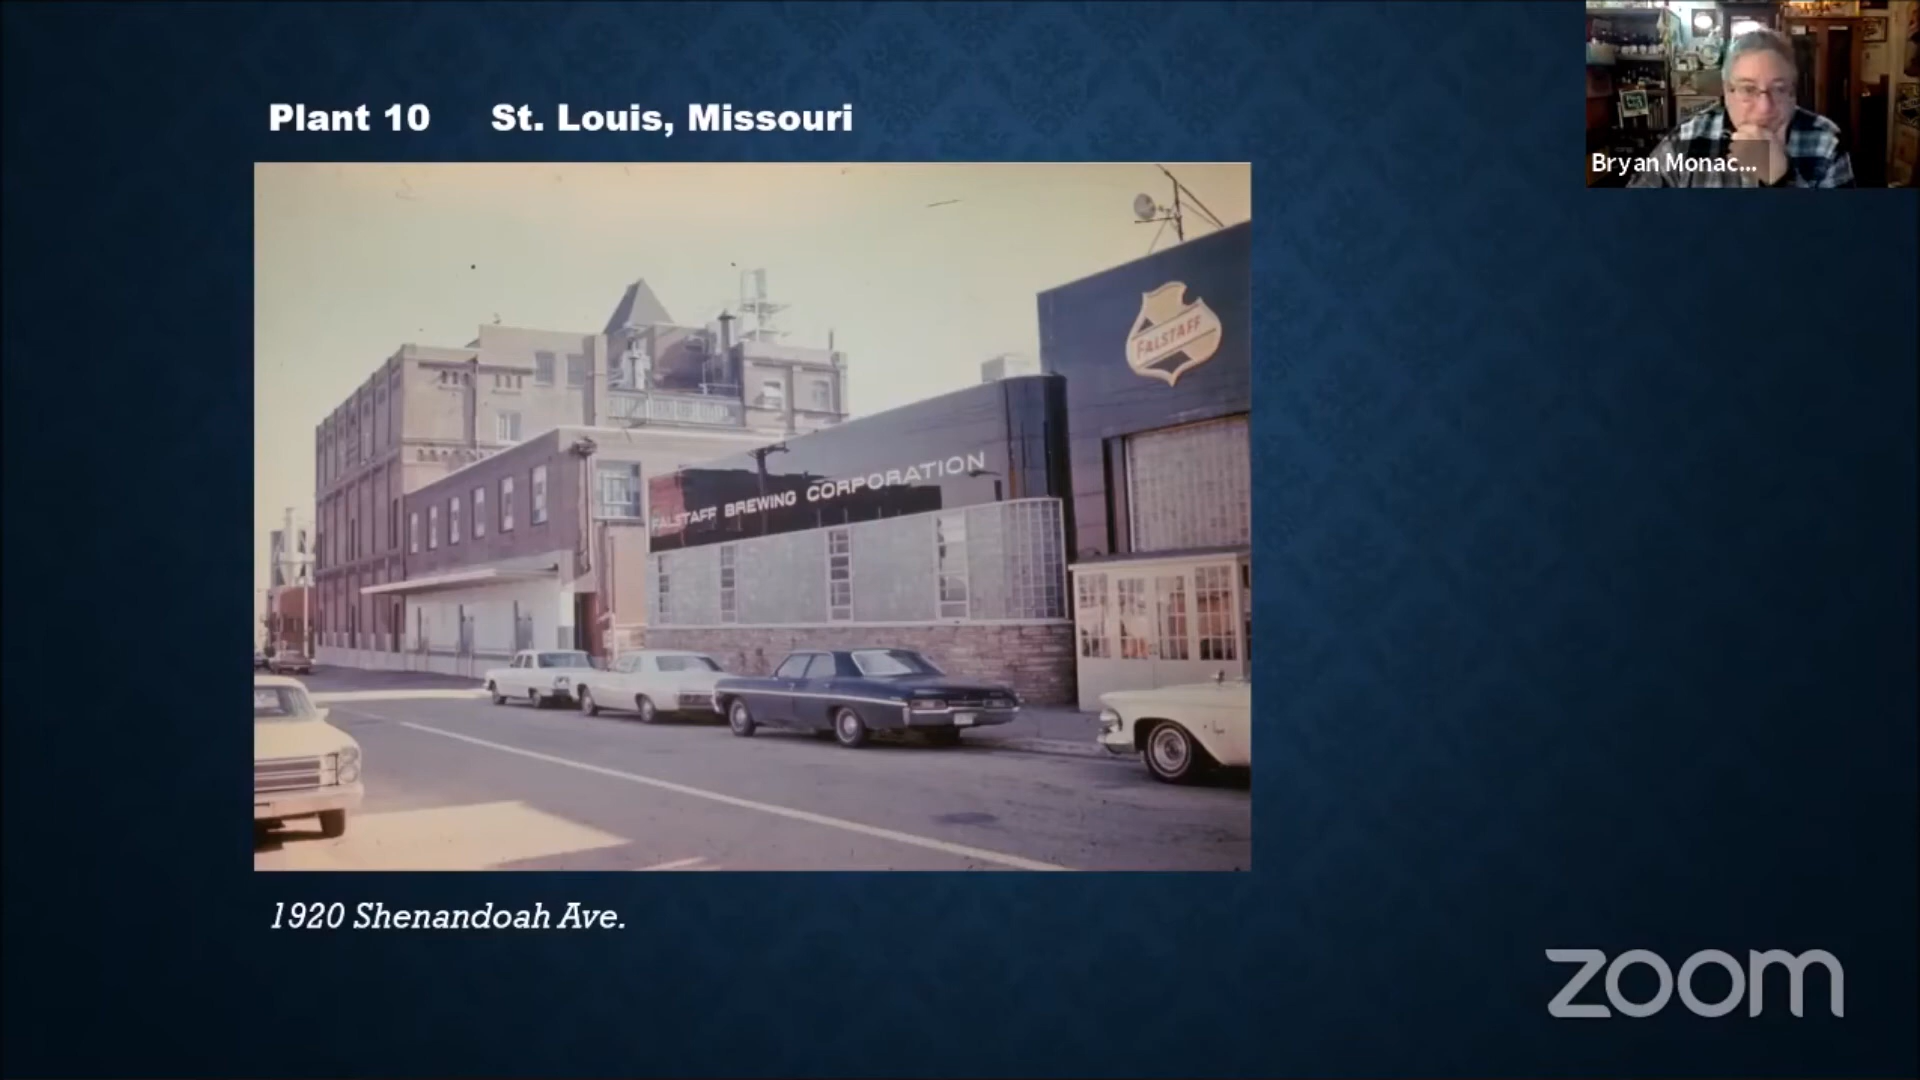 Plant 10 St. Louis, Missouri
Bryan Monac...
FALSTAFF
FALSTAFF BREWING CORPORATION
1920 Shenandoah Ave.
zoom